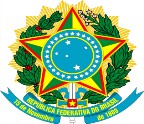 REPÚBLICA FEDERATIVA DO BRASIL
15 de Novembro de 1889